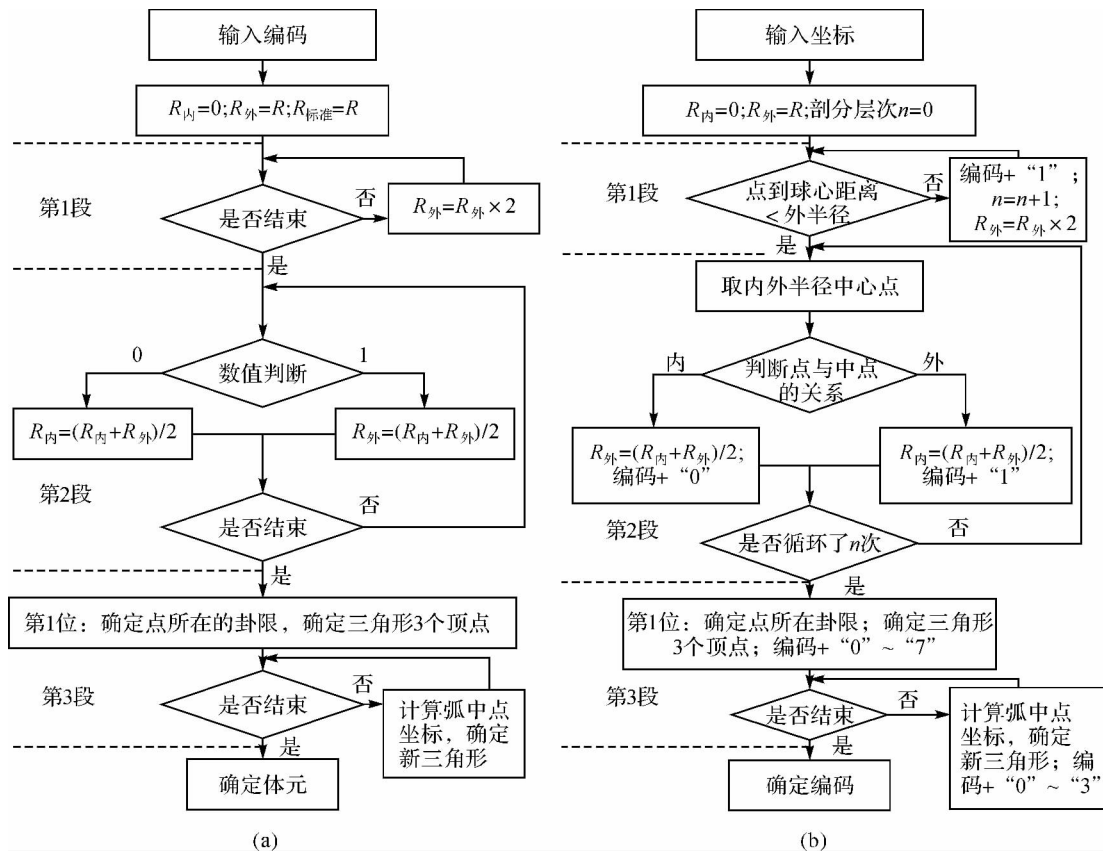 输入编码
R内=0;R外=R;R标准=R
第1段
是否结束
否
R外=R外×2
是
0
数值判断
1
R内=(R内+R外)/2
R外=(R内+R外)/2
第2段
是否结束
否
是
第1位：确定点所在的卦限，确定三角形3个顶点
第3段
是否结束
否
计算弧中点
坐标，确定
新三角形
是
确定体元
(a)
输入坐标
R内=0;R外=R;剖分层次n=0
第1段
点到球心距离
<外半径
否
编码+“1”；
n=n+1;
R外=R外×2
是
取内外半径中心点
内
判断点与中点
的关系
外
R外=(R内+R外)/2;
编码+“0”
R内=(R内+R外)/2;
编码+“1”
第2段
是否循环了n次
否
是
第1位：确定点所在卦限；确定三角形
3个顶点；编码+“0”~“7”
第3段
是否结束
否
计算弧中点
坐标，确定
新三角形；编
码+“0”~“3”
是
确定编码
(b)